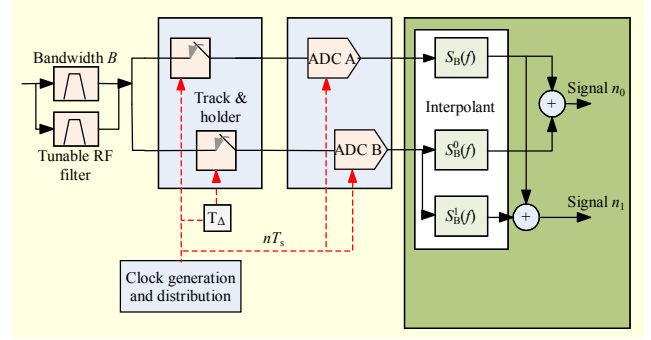 Bandwidth B
Tunable RF
filter
Track &
holder
T_Δ
Clock generation
and distribution
nT_s
ADC A
ADC B
Interpolant
S_B(f)
S_B^0(f)
S_B^1(f)
+
+
Signal n_0
Signal n_1